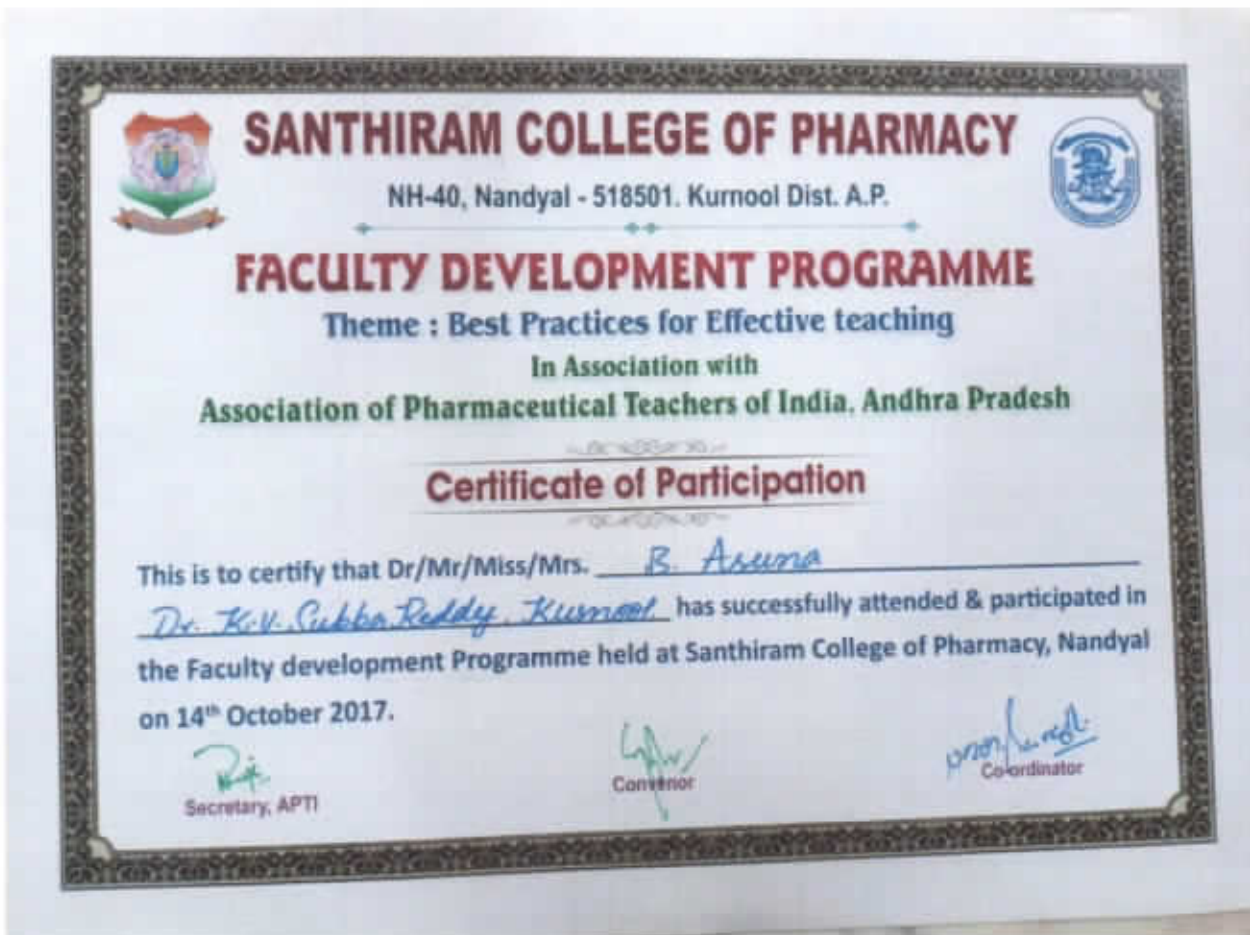 SANTHIRAM COLLEGE OF PHARMACY
NH-40, Nandyal - 518501. Kurnool Dist. A.P.
FACULTY DEVELOPMENT PROGRAMME
Theme : Best Practices for Effective teaching
In Association with
Association of Pharmaceutical Teachers of India, Andhra Pradesh
Certificate of Participation
This is to certify that Dr/Mr/Miss/Mrs. B. Aruna
Dr. K.V. Subba Reddy, Kurnool has successfully attended & participated in
the Faculty development Programme held at Santhiram College of Pharmacy, Nandyal
on 14th October 2017.
Secretary, APTI
Convenor
Co-ordinator